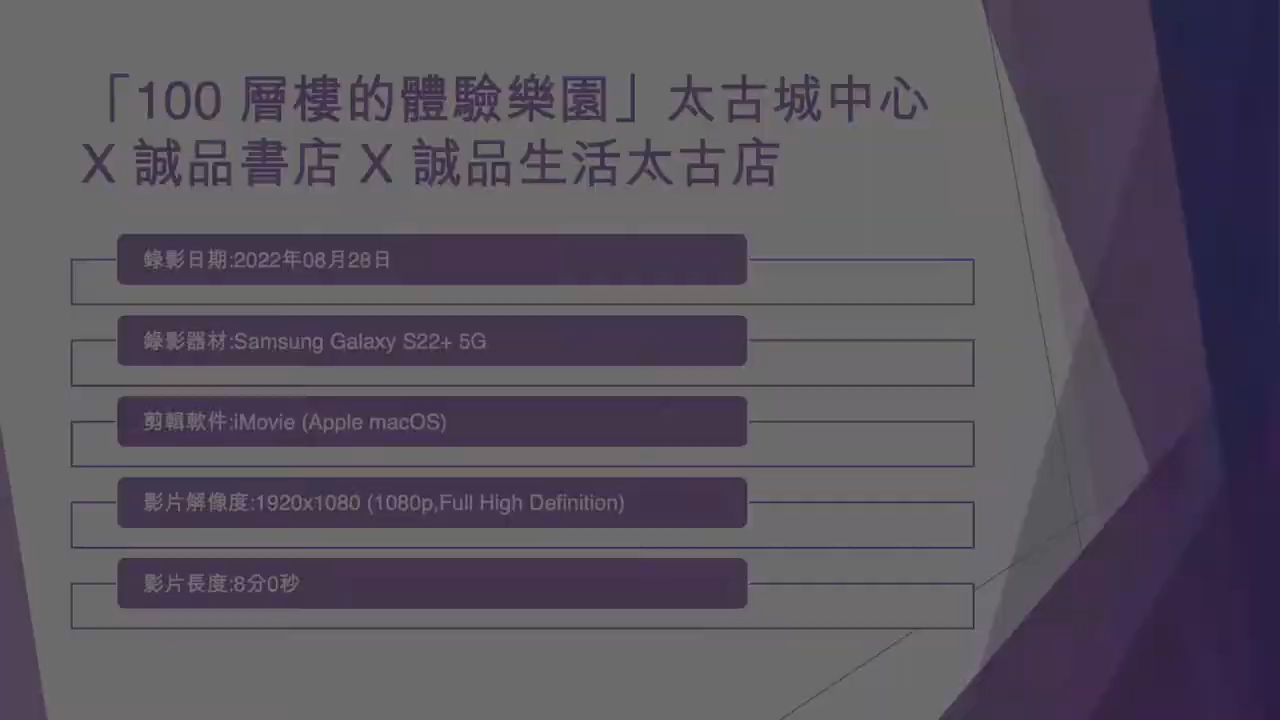 「100 層樓的體驗樂園」太古城中心
X 誠品書店 X 誠品生活太古店
錄影日期:2022年08月28日
錄影器材:Samsung Galaxy S22+ 5G
剪輯軟件:iMovie (Apple macOS)
影片解像度:1920x1080 (1080p,Full High Definition)
影片長度:8分0秒